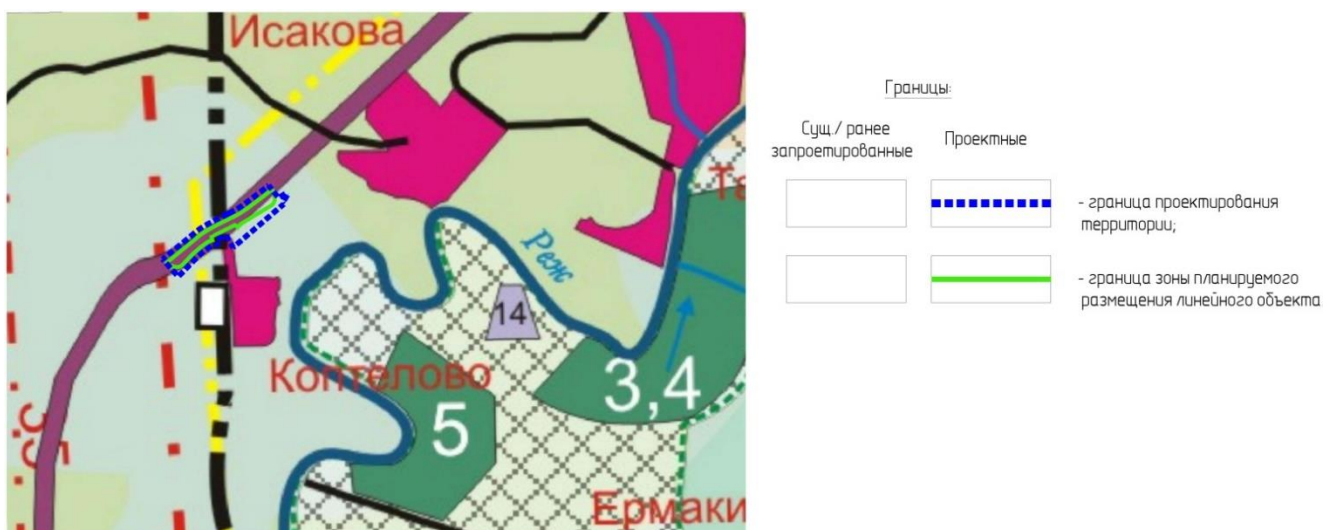 Исакова
Реж
14
Коптелово
5
3,4
Ермаки
Границы:
Сущ./ ранее
запроетированные
Проектные
- граница проектирования
территории;
- граница зоны планируемого
размещения линейного объекта